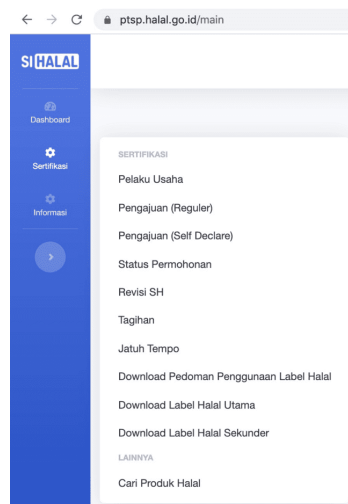 ptsp.halal.go.id/main
SIHALAL
Dashboard
Sertifikasi
Informasi
SERTIFIKASI
Pelaku Usaha
Pengajuan (Reguler)
Pengajuan (Self Declare)
Status Permohonan
Revisi SH
Tagihan
Jatuh Tempo
Download Pedoman Penggunaan Label Halal
Download Label Halal Utama
Download Label Halal Sekunder
LAINNYA
Cari Produk Halal